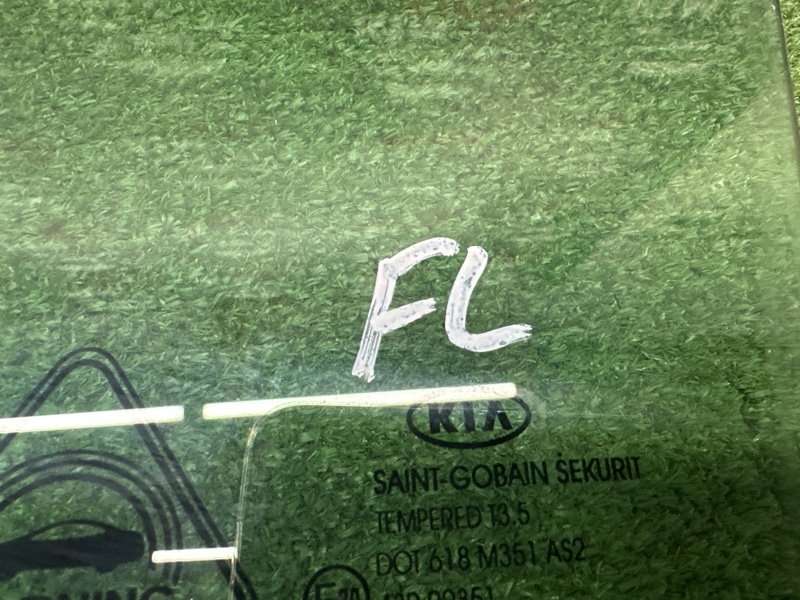 FL
KIA
SAINT-GOBAIN SEKURIT
TEMPERED T3.5
DOT 618 M351 AS2